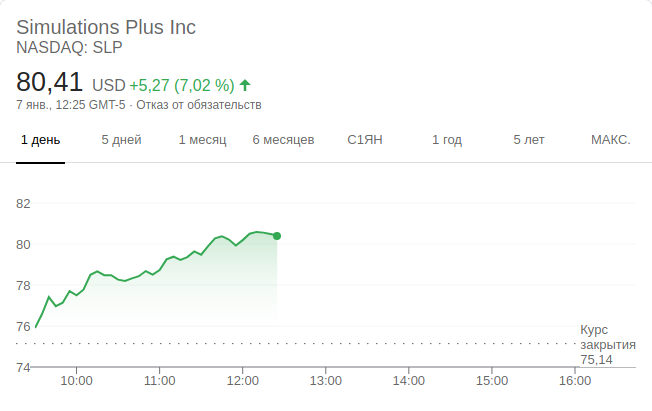 Simulations Plus Inc
NASDAQ: SLP
80,41 USD +5,27 (7,02 %)
7 янв., 12:25 GMT-5 · Отказ от обязательств
1 день 5 дней 1 месяц 6 месяцев С1ЯН 1 год 5 лет МАКС.
82
80
78
76
74
Курс
закрытия
75,14
10:00 11:00 12:00 13:00 14:00 15:00 16:00